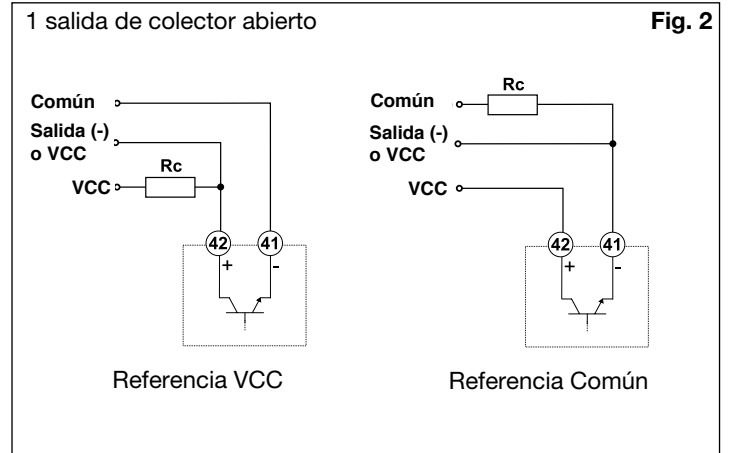 1 salida de colector abierto
Fig. 2
Común
Salida (-)
o VCC
Rc
VCC
42
41
+
-
Referencia VCC
Rc
Común
Salida (-)
o VCC
VCC
42
41
+
-
Referencia Común